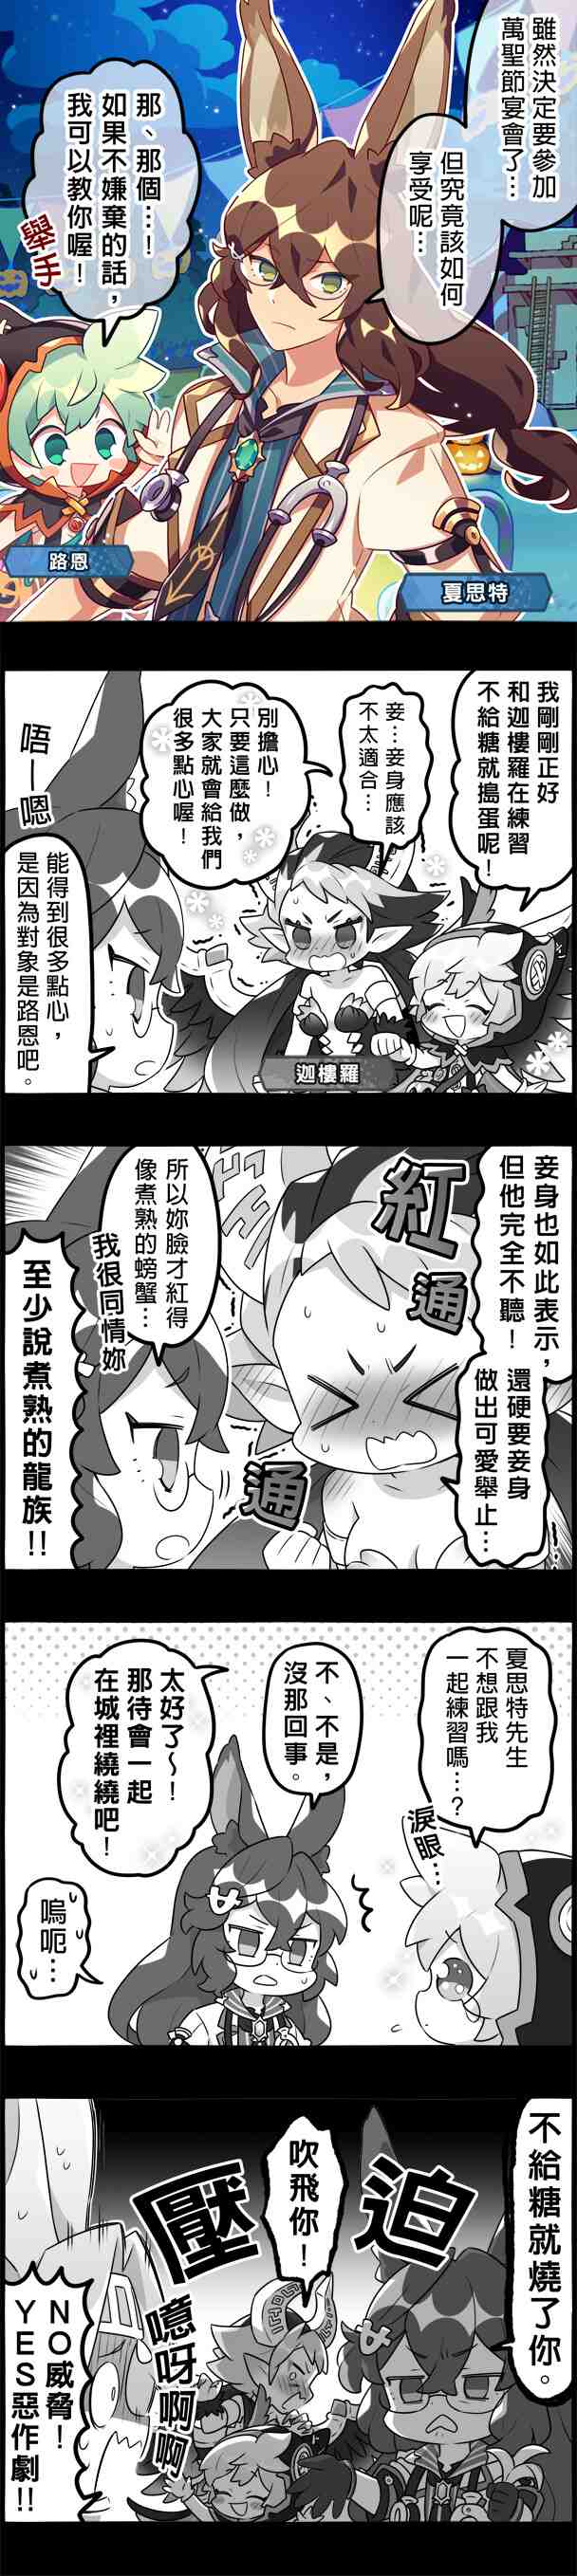 雖然決定要參加
萬聖節宴會了…
但究竟該如何
享受呢…
那、那個…！
如果不嫌棄的話，
我可以教你喔！
舉手
路恩
夏思特
我剛剛正好
和迦樓羅在練習
不給糖就搗蛋呢！
妾…妾身應該
不太適合…
別擔心！
只要這麼做，
大家就會給我們
很多點心喔！
唔ー嗯
能得到很多點心，
是因為對象是路恩吧。
迦樓羅
妾身也如此表示，
但他完全不聽！
還硬要妾身
做出可愛舉止…
紅
通
通
所以妳臉才紅得
像煮熟的螃蟹…
我很同情妳
至少說煮熟的龍族!!
夏思特先生
不想跟我
一起練習嗎…？
淚眼…
不、不是，
沒那回事。
太好了～！
那待會一起
在城裡繞繞吧！
嗚呃…
不給糖就燒了你。
吹飛你！
壓迫
噫呀啊啊
NO威脅！
YES惡作劇!!